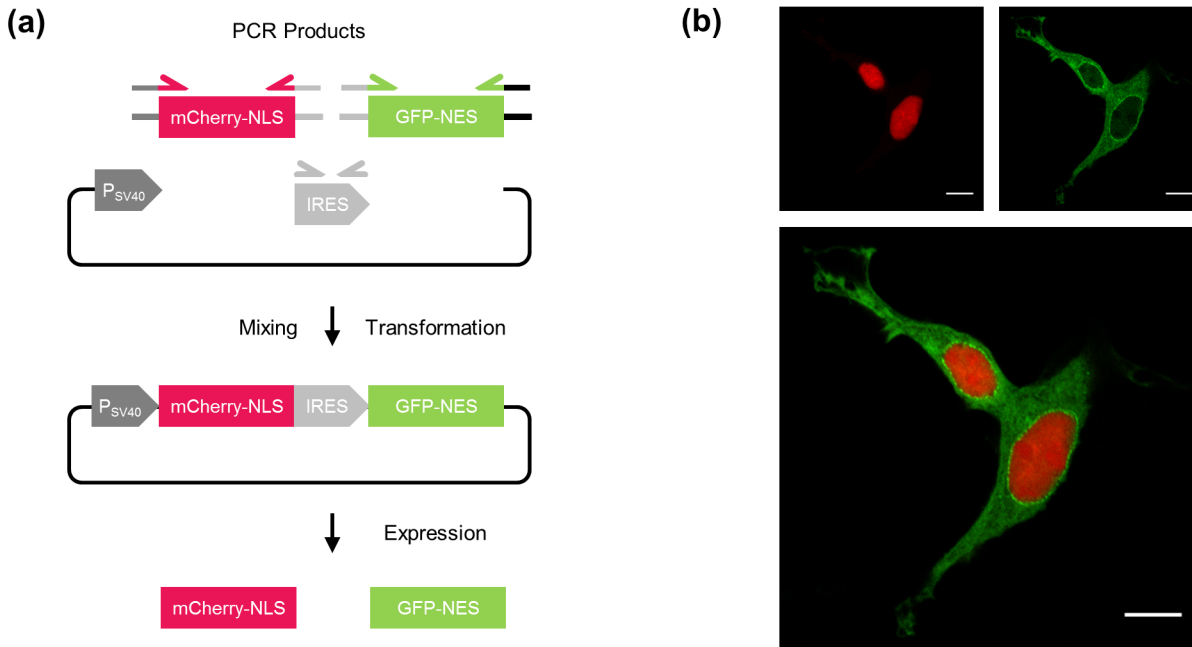 (a)
PCR Products
mCherry-NLS
GFP-NES
PSV40
IRES
Mixing
Transformation
PSV40
mCherry-NLS
IRES
GFP-NES
Expression
mCherry-NLS
GFP-NES
(b)